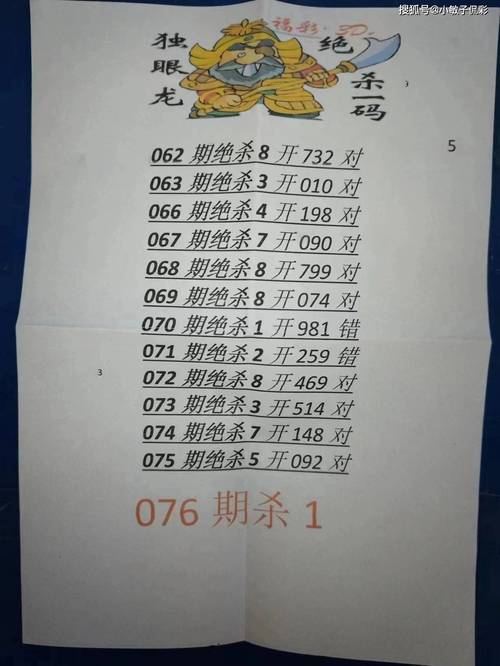 搜狐号@小敏子侃彩
福彩·3D
独眼龙
绝杀一码
5
062 期绝杀 8 开 732 对
063 期绝杀 3 开 010 对
066 期绝杀 4 开 198 对
067 期绝杀 7 开 090 对
068 期绝杀 8 开 799 对
069 期绝杀 8 开 074 对
070 期绝杀 1 开 981 错
071 期绝杀 2 开 259 错
3
072 期绝杀 8 开 469 对
073 期绝杀 3 开 514 对
074 期绝杀 7 开 148 对
075 期绝杀 5 开 092 对
076 期杀 1